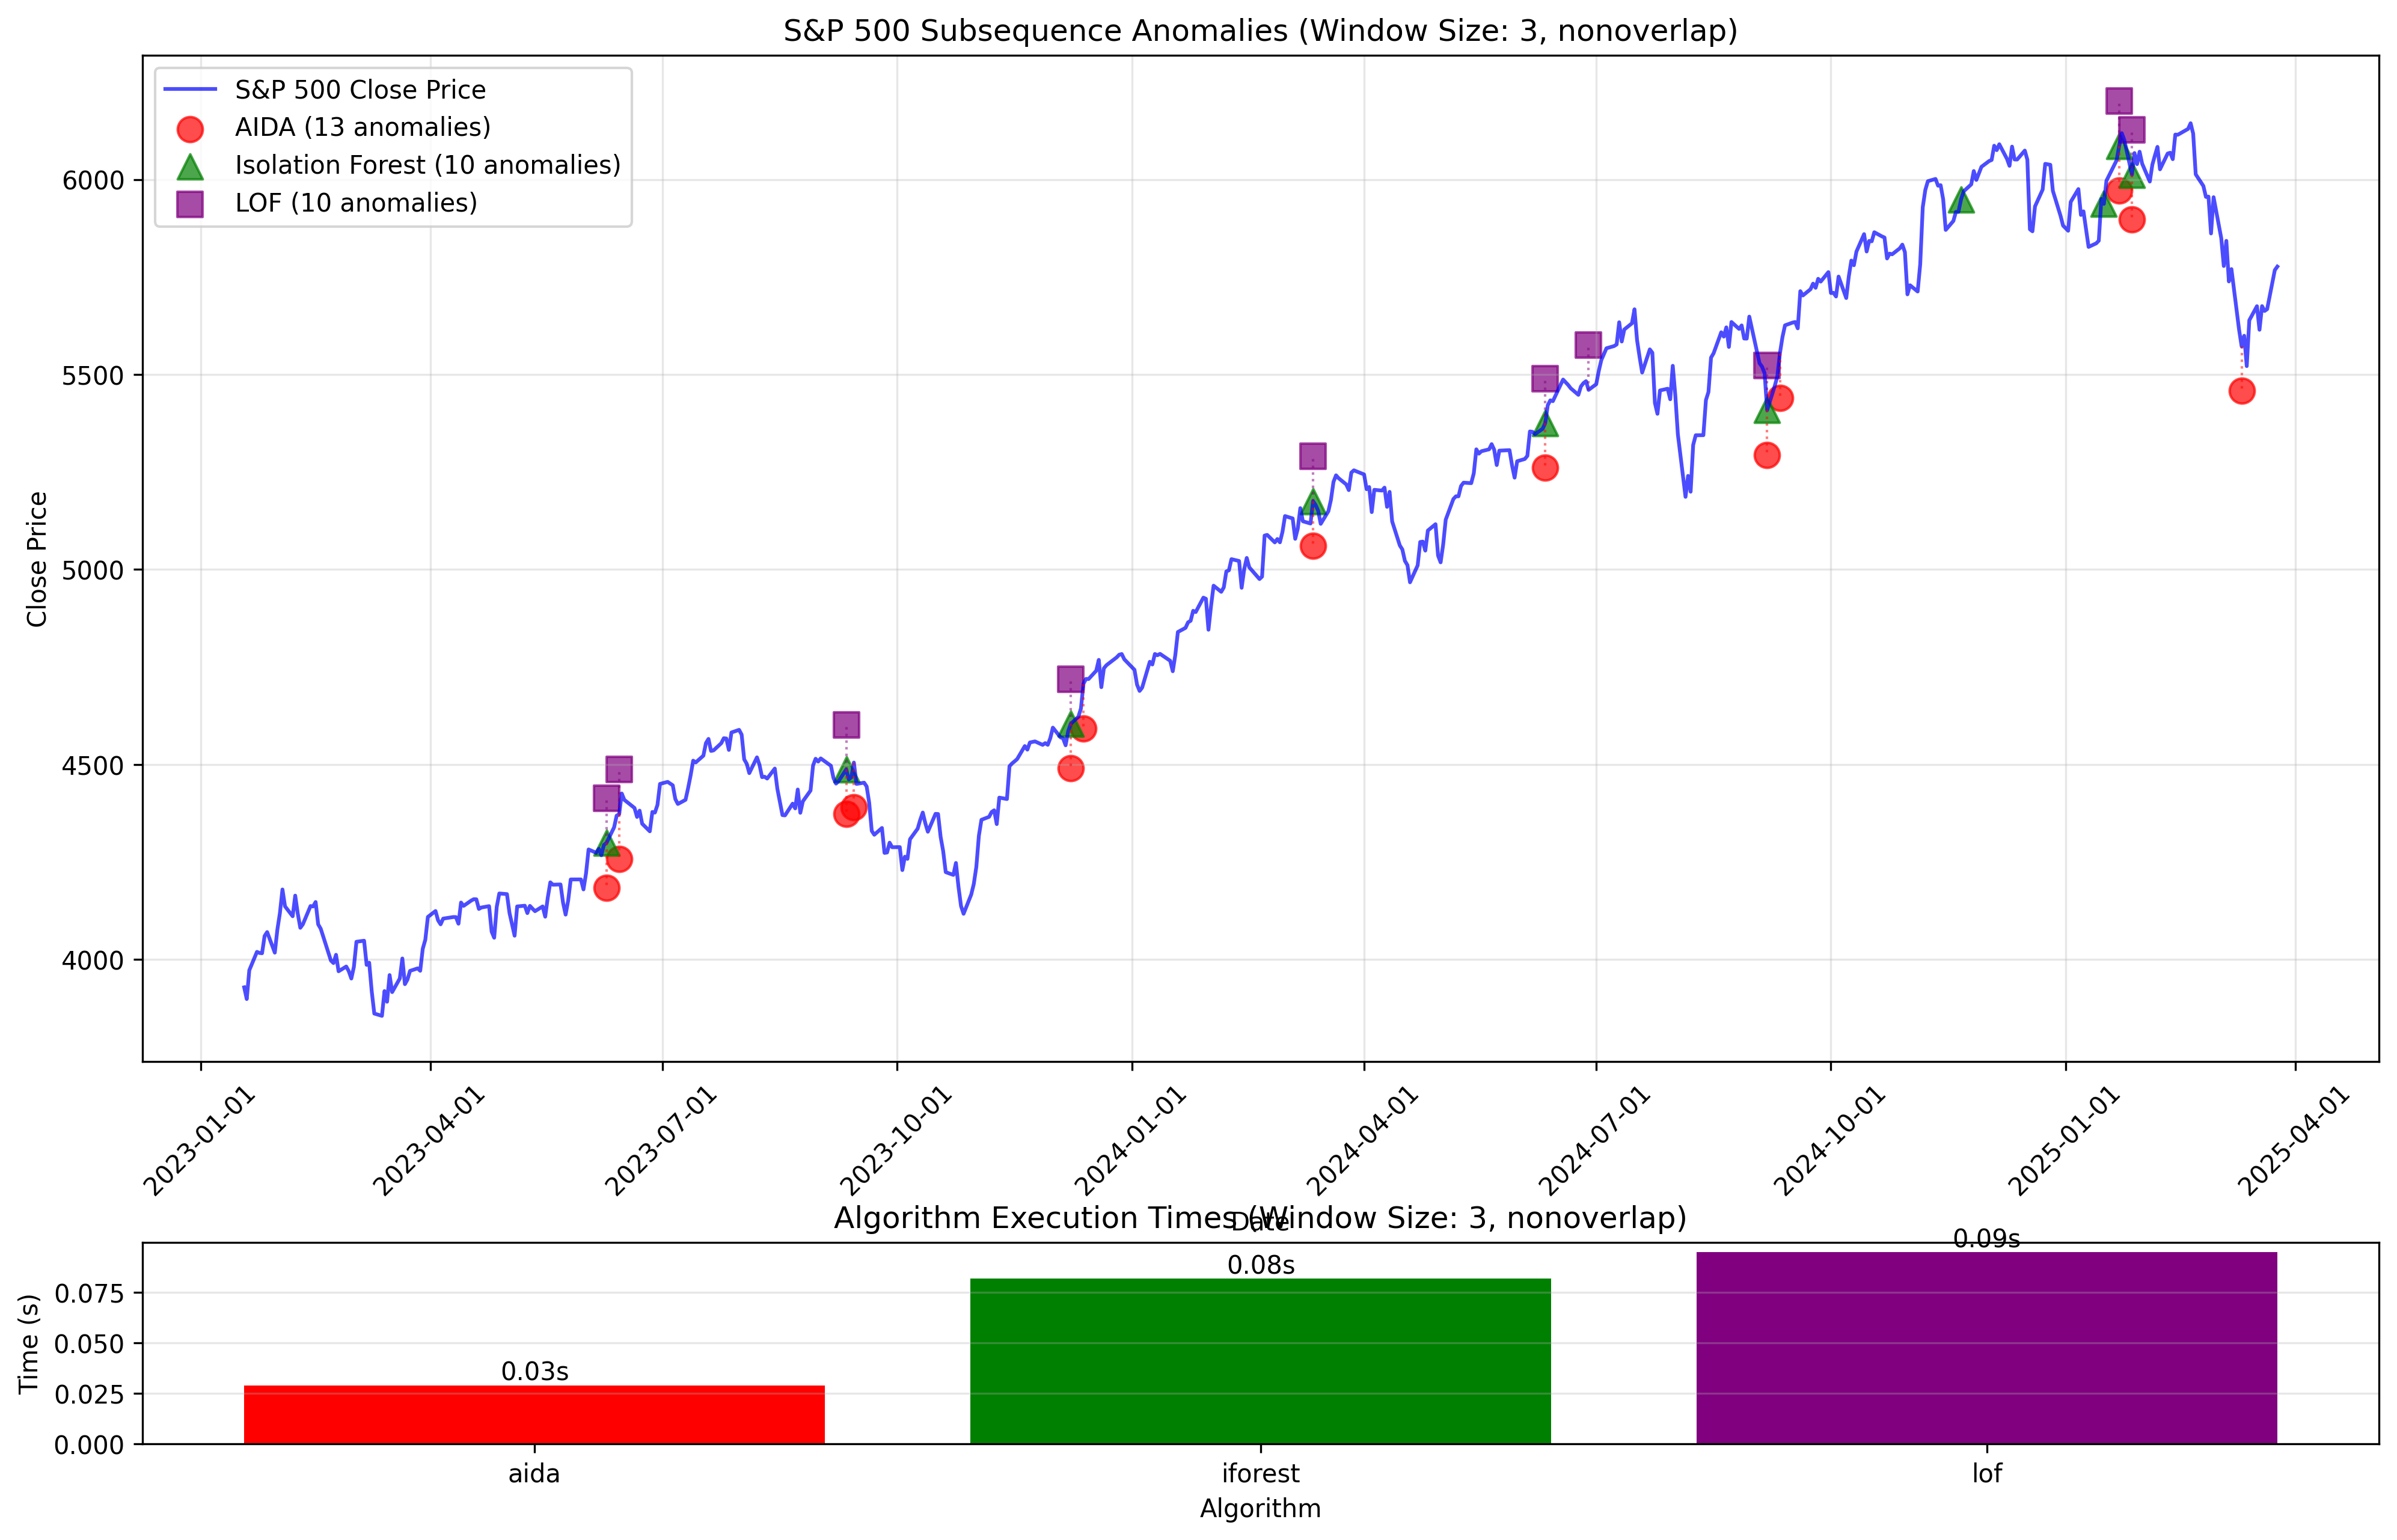 S&P 500 Subsequence Anomalies (Window Size: 3, nonoverlap)
S&P 500 Close Price
AIDA (13 anomalies)
Isolation Forest (10 anomalies)
LOF (10 anomalies)
Close Price
6000
5500
5000
4500
4000
2023-01-01
2023-04-01
2023-07-01
2023-10-01
2024-01-01
2024-04-01
2024-07-01
2024-10-01
2025-01-01
2025-04-01
Date
Algorithm Execution Times (Window Size: 3, nonoverlap)
Time (s)
0.075
0.050
0.025
0.000
0.03s
0.08s
0.09s
aida
iforest
lof
Algorithm